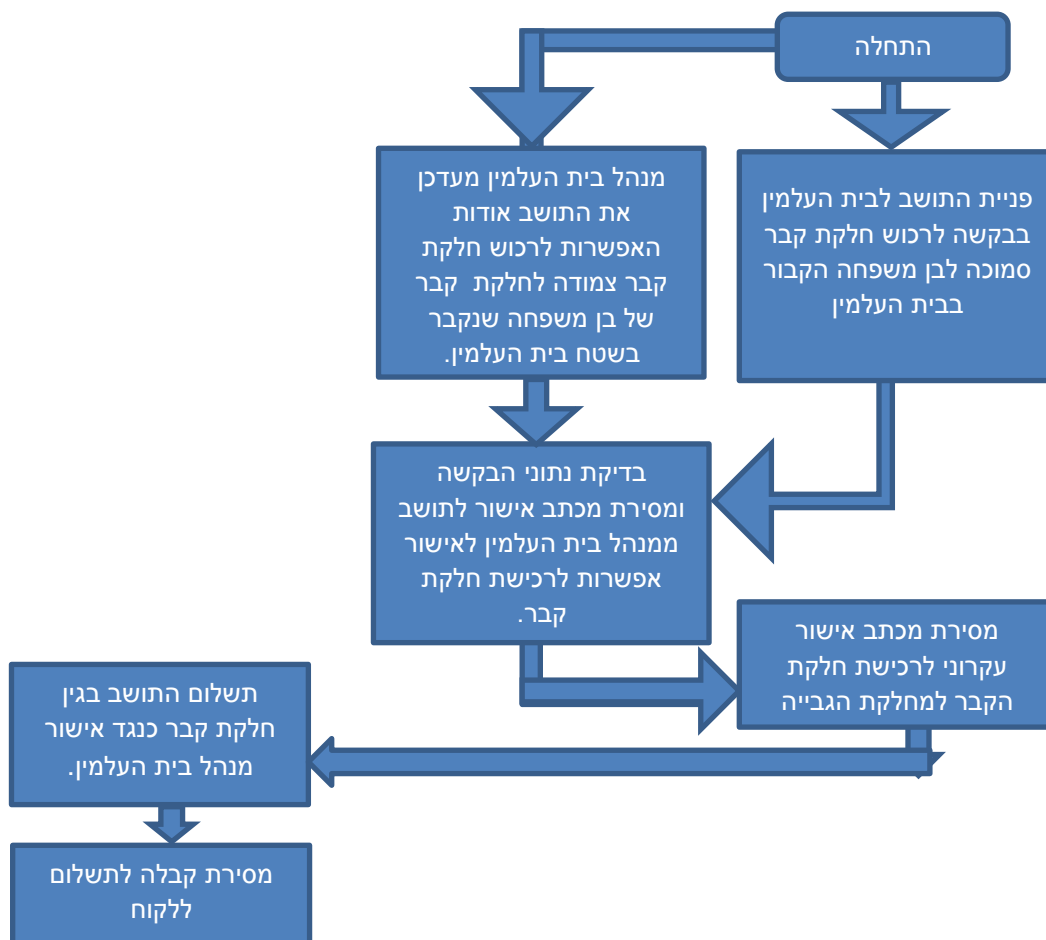 התחלה
פניית התושב לבית העלמין
בבקשה לרכוש חלקת קבר
סמוכה לבן משפחה הקבור
בבית העלמין
מנהל בית העלמין מעדכן
את התושב אודות
האפשרות לרכוש חלקת
קבר צמודה לחלקת קבר
של בן משפחה שנקבר
בשטח בית העלמין.
בדיקת נתוני הבקשה
ומסירת מכתב אישור לתושב
ממנהל בית העלמין לאישור
אפשרות לרכישת חלקת
קבר.
מסירת מכתב אישור
עקרוני לרכישת חלקת
הקבר למחלקת הגבייה
תשלום התושב בגין
חלקת קבר כנגד אישור
מנהל בית העלמין.
מסירת קבלה לתשלום
ללקוח